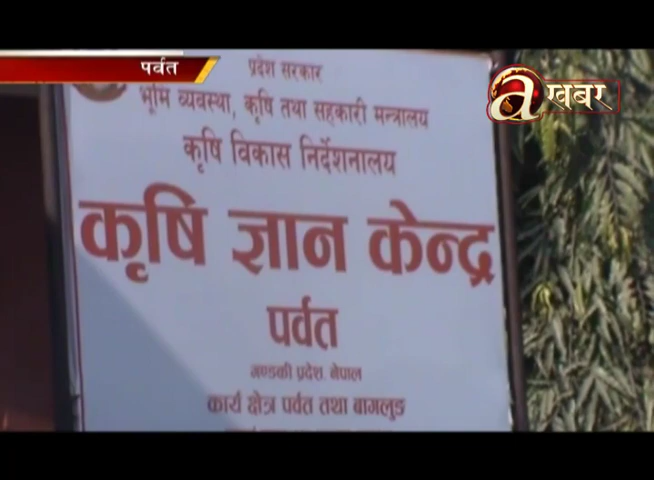 पर्वत
a खबर
प्रदेश सरकार
भूमि व्यवस्था, कृषि तथा सहकारी मन्त्रालय
कृषि विकास निर्देशनालय
कृषि ज्ञान केन्द्र
पर्वत
गण्डकी प्रदेश, नेपाल
कार्य क्षेत्र पर्वत तथा बागलुङ